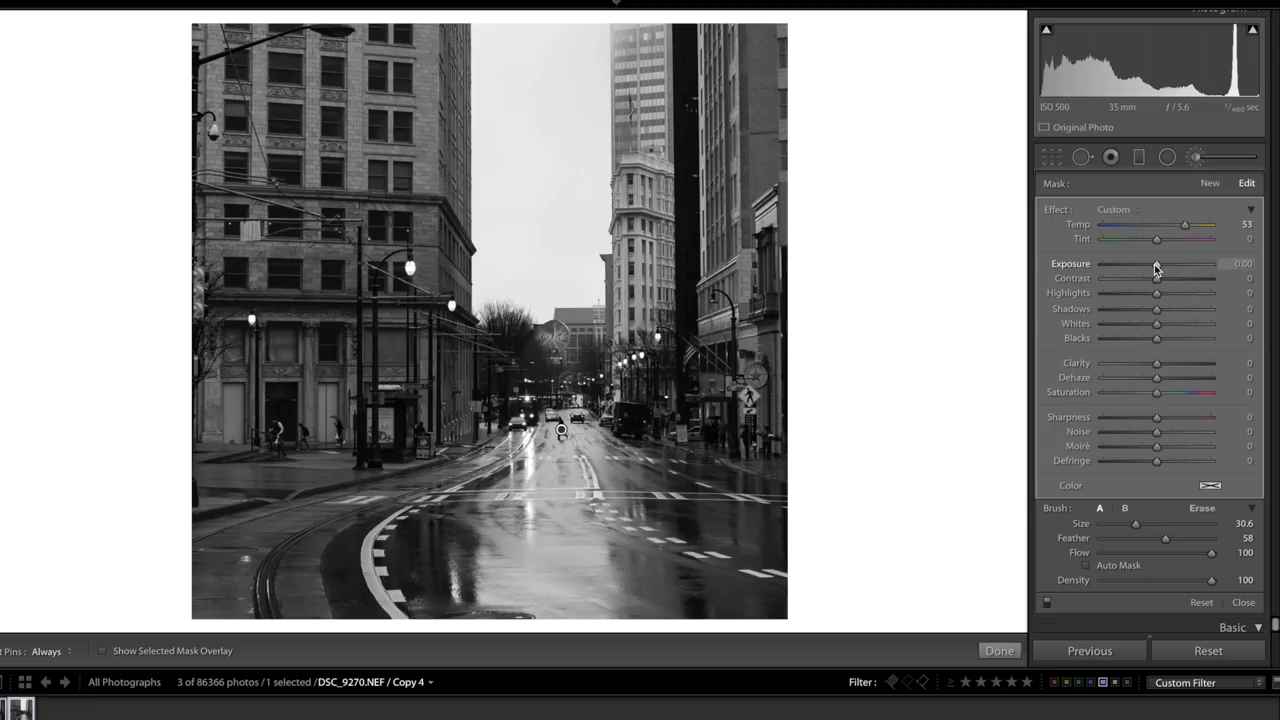 ISO 500 35 mm ƒ / 5.6 1/400 sec
Original Photo
Mask : New Edit
Effect : Custom
Temp 53
Tint 0
Exposure 0.00
Contrast 0
Highlights 0
Shadows 0
Whites 0
Blacks 0
Clarity 0
Dehaze 0
Saturation 0
Sharpness 0
Noise 0
Moiré 0
Defringe 0
Color
Brush : A B Erase
Size 30.6
Feather 58
Flow 100
Auto Mask
Density 100
Reset Close
Basic
t Pins : Always Show Selected Mask Overlay Done Previous Reset
All Photographs 3 of 86366 photos / 1 selected / DSC_9270.NEF / Copy 4 Filter : Custom Filter